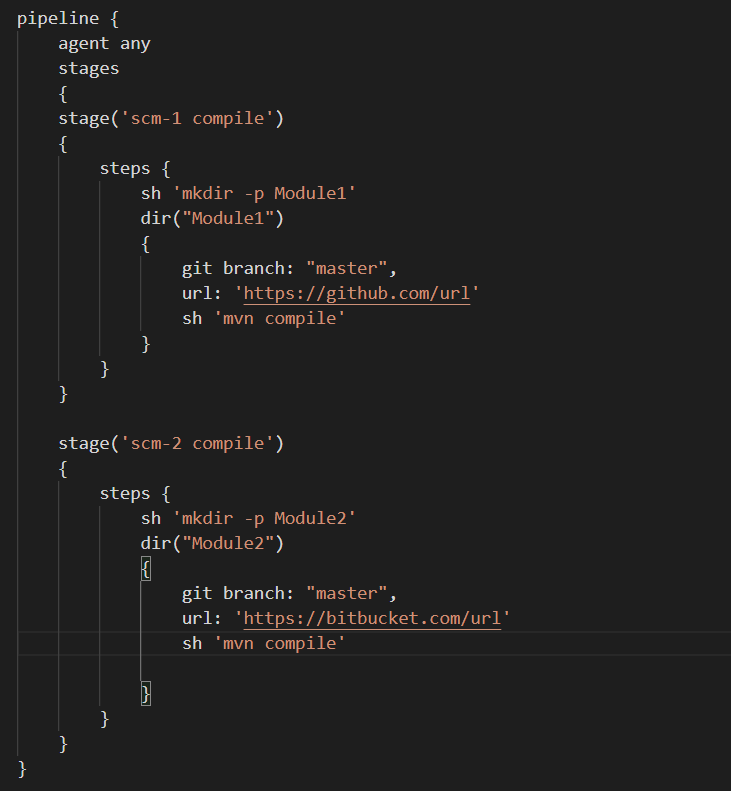 pipeline {
    agent any
    stages
    {
    stage('scm-1 compile')
    {
        steps {
            sh 'mkdir -p Module1'
            dir("Module1")
            {
                git branch: "master",
                url: 'https://github.com/url'
                sh 'mvn compile'
            }
        }
    }

    stage('scm-2 compile')
    {
        steps {
            sh 'mkdir -p Module2'
            dir("Module2")
            {
                git branch: "master",
                url: 'https://bitbucket.com/url'
                sh 'mvn compile'

            }
        }
    }
}